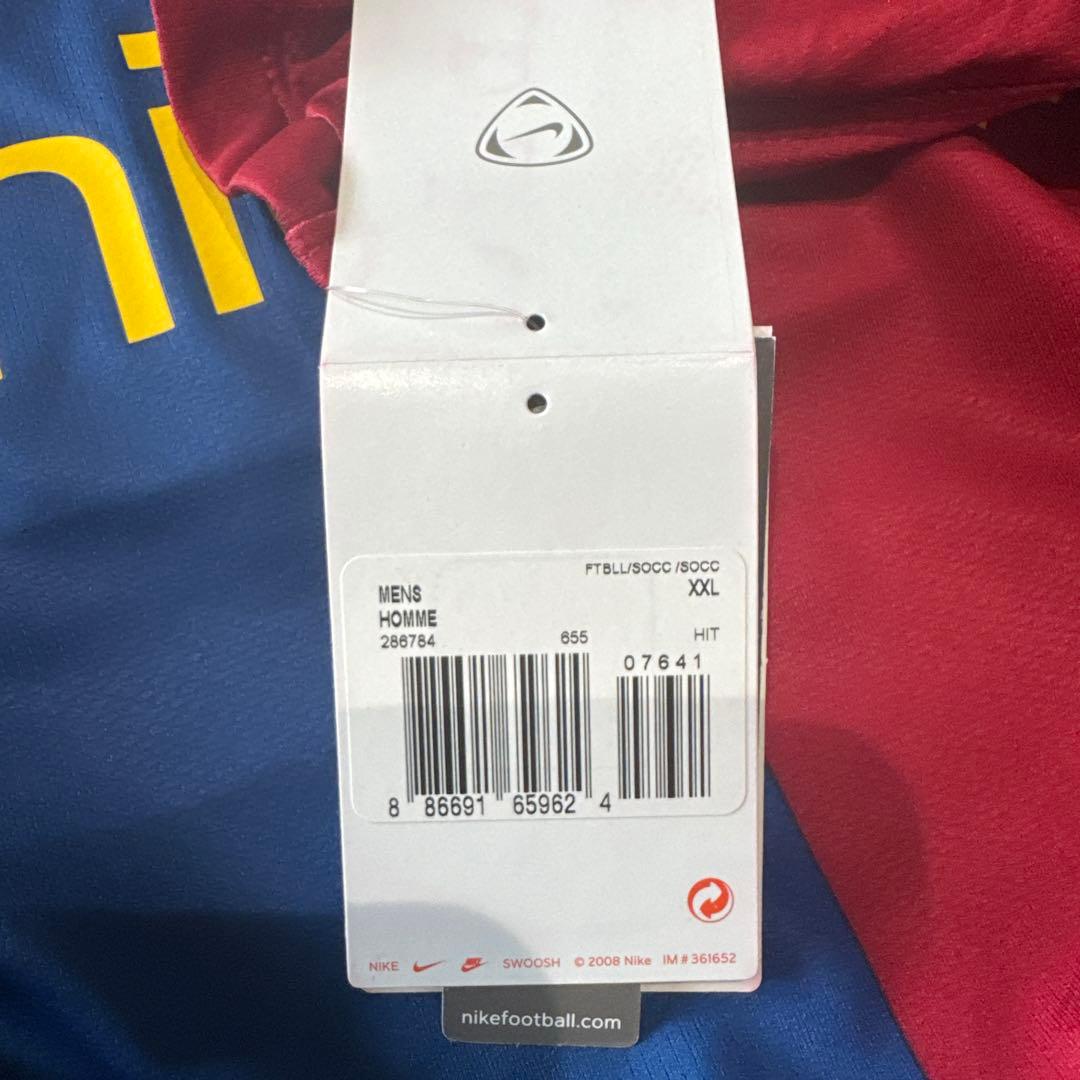 ni
FTBLL/SOCC /SOCC
MENS XXL
HOMME
286784 655 HIT
07641
8 86691 65962 4
NIKE SWOOSH © 2008 Nike IM # 361652
nikefootball.com